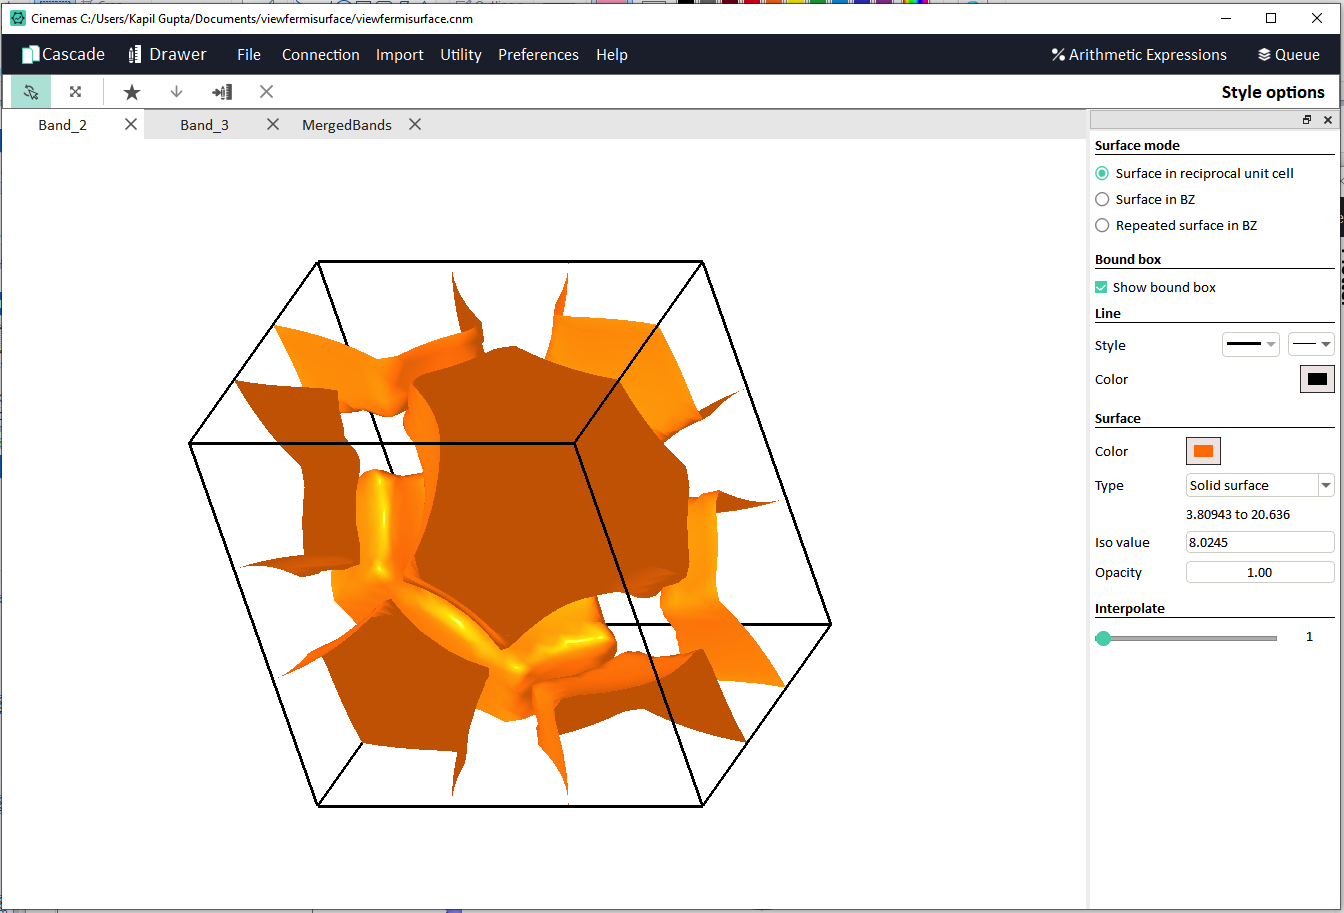 Cinemas C:/Users/Kapil Gupta/Documents/viewfermisurface/viewfermisurface.cnm
Cascade Drawer File Connection Import Utility Preferences Help Arithmetic Expressions Queue
Style options
Band_2 Band_3 MergedBands
Surface mode
Surface in reciprocal unit cell
Surface in BZ
Repeated surface in BZ
Bound box
Show bound box
Line
Style
Color
Surface
Color
Type Solid surface
3.80943 to 20.636
Iso value 8.0245
Opacity 1.00
Interpolate
1